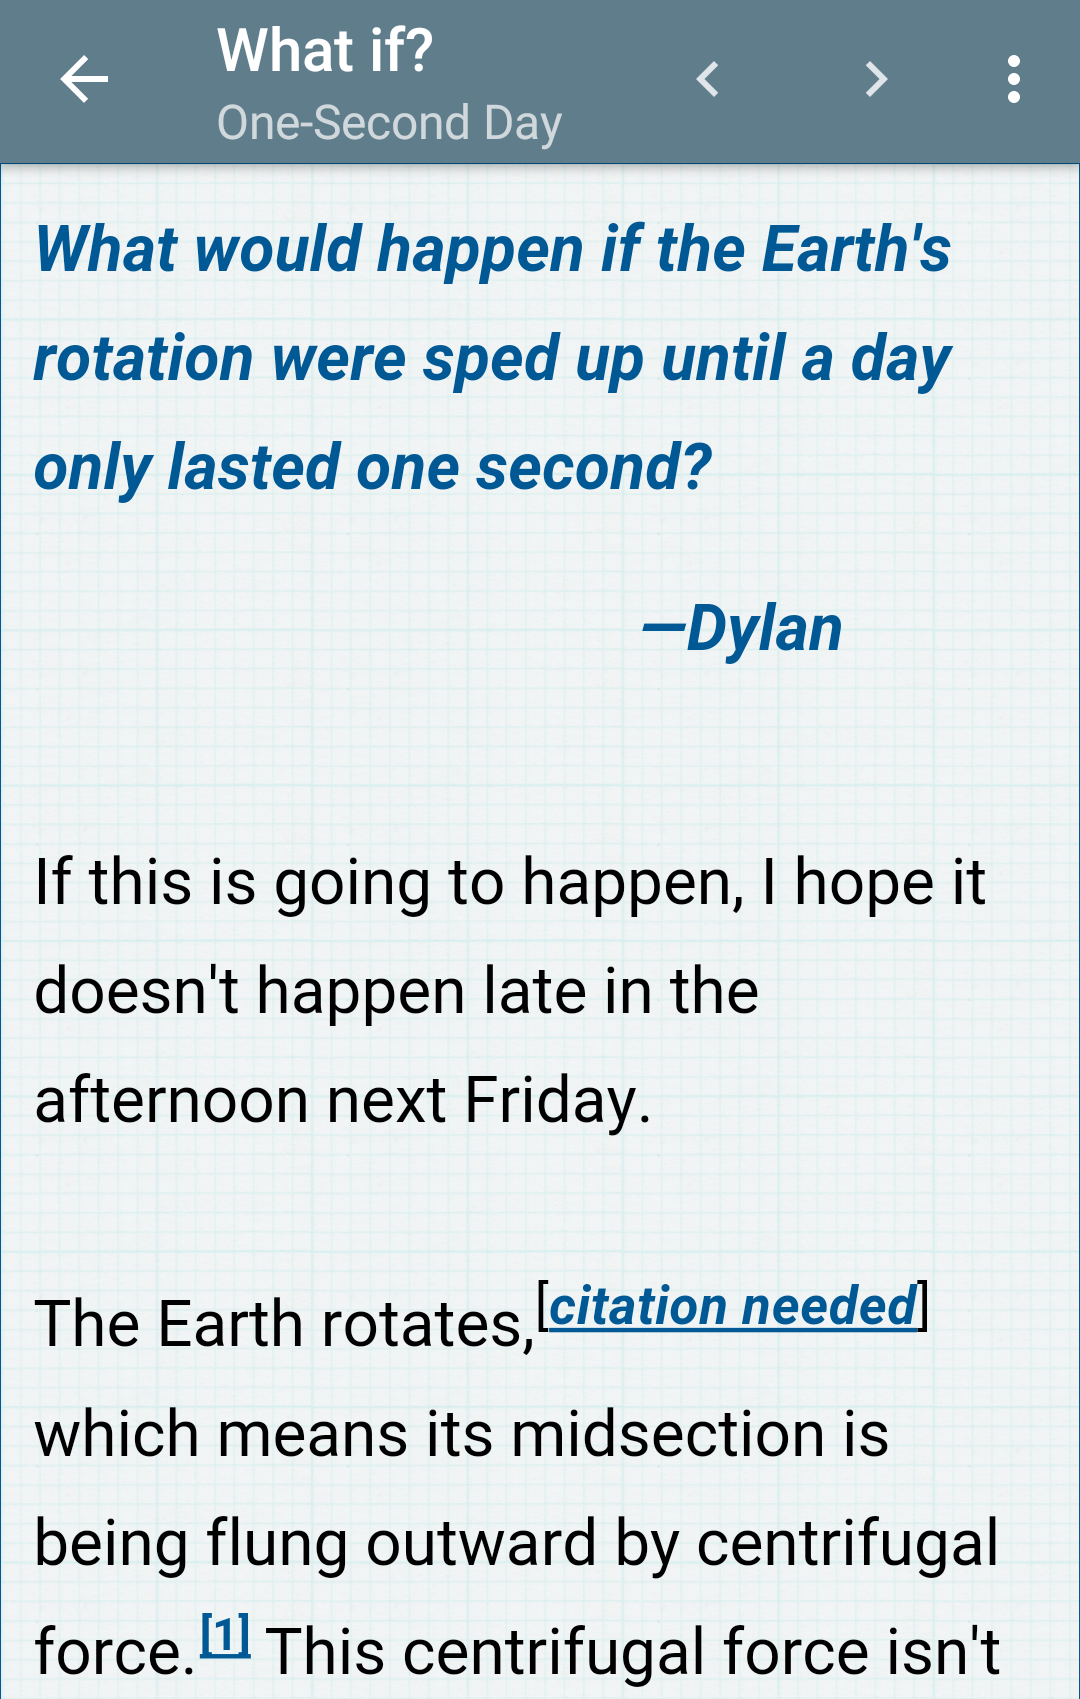 What if?
One-Second Day
What would happen if the Earth's
rotation were sped up until a day
only lasted one second?
—Dylan
If this is going to happen, I hope it
doesn't happen late in the
afternoon next Friday.
The Earth rotates,[citation needed]
which means its midsection is
being flung outward by centrifugal
force.[1] This centrifugal force isn't